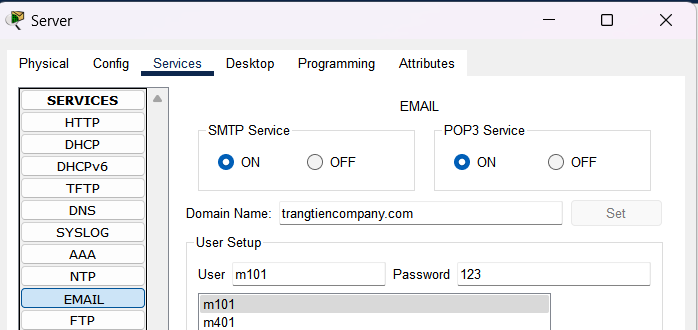 Server
Physical Config Services Desktop Programming Attributes
SERVICES
HTTP
DHCP
DHCPv6
TFTP
DNS
SYSLOG
AAA
NTP
EMAIL
FTP
EMAIL
SMTP Service POP3 Service
ON OFF ON OFF
Domain Name: trangtiencompany.com Set
User Setup
User m101 Password 123
m101
m401